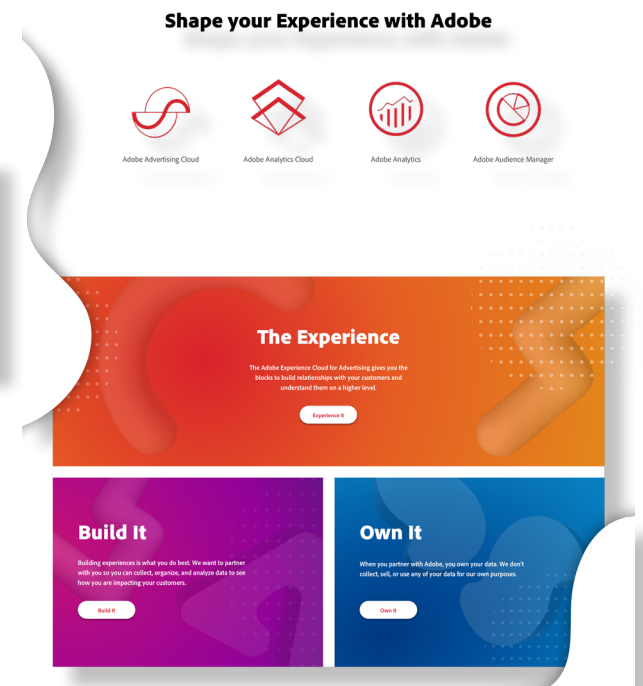 Shape your Experience with Adobe
Adobe Advertising Cloud
Adobe Analytics Cloud
Adobe Analytics
Adobe Audience Manager
The Experience
The Adobe Experience Cloud for Advertising gives you the
blocks to build relationships with your customers and
understand them on a higher level.
Experience It
Build It
Building experiences is what you do best. We want to partner
with you so you can collect, organize, and analyze data to see
how you are impacting your customers.
Build It
Own It
When you partner with Adobe, you own your data. We don't
collect, sell, or use any of your data for our own purposes.
Own It